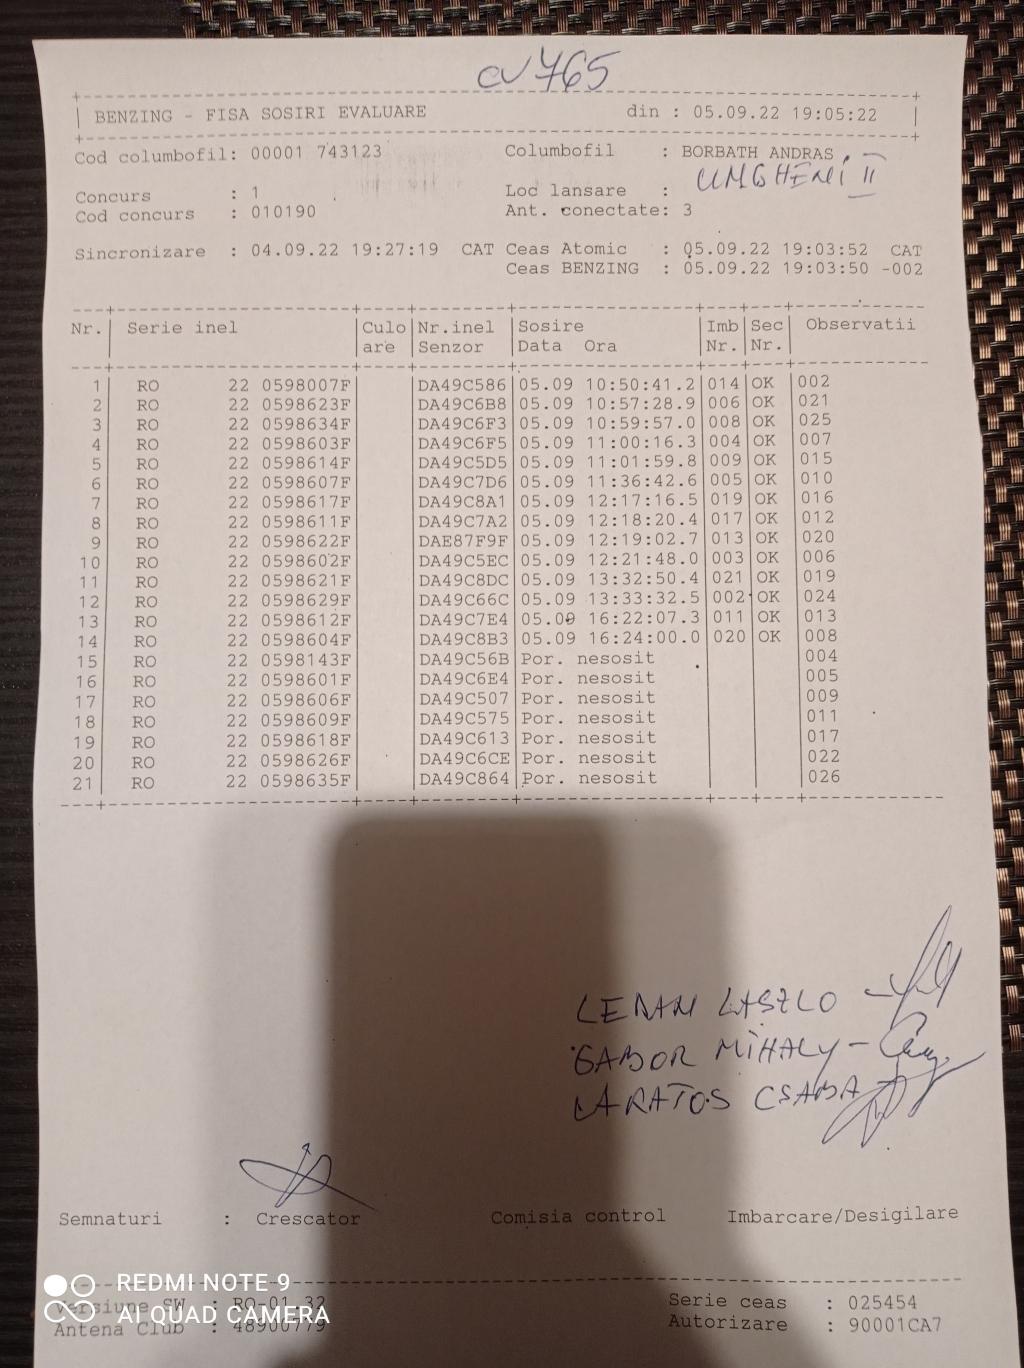 CV 765
BENZING - FISA SOSIRI EVALUARE din : 05.09.22 19:05:22
Cod columbofil: 00001 743123 Columbofil : BORBATH ANDRAS
UNGHENI II
Concurs : 1 Loc lansare :
Cod concurs : 010190 Ant. conectate: 3
Sincronizare : 04.09.22 19:27:19 CAT Ceas Atomic : 05.09.22 19:03:52 CAT
Ceas BENZING : 05.09.22 19:03:50 -002
Nr. Serie inel Culo Nr.inel Sosire Imb Sec Observatii
are Senzor Data Ora Nr. Nr.
1 RO 22 0598007F DA49C586 05.09 10:50:41.2 014 OK 002
2 RO 22 0598623F DA49C6B8 05.09 10:57:28.9 006 OK 021
3 RO 22 0598634F DA49C6F3 05.09 10:59:57.0 008 OK 025
4 RO 22 0598603F DA49C6F5 05.09 11:00:16.3 004 OK 007
5 RO 22 0598614F DA49C5D5 05.09 11:01:59.8 009 OK 015
6 RO 22 0598607F DA49C7D6 05.09 11:36:42.6 005 OK 010
7 RO 22 0598617F DA49C8A1 05.09 12:17:16.5 019 OK 016
8 RO 22 0598611F DA49C7A2 05.09 12:18:20.4 017 OK 012
9 RO 22 0598622F DAE87F9F 05.09 12:19:02.7 013 OK 020
10 RO 22 0598602F DA49C5EC 05.09 12:21:48.0 003 OK 006
11 RO 22 0598621F DA49C8DC 05.09 13:32:50.4 021 OK 019
12 RO 22 0598629F DA49C66C 05.09 13:33:32.5 002 OK 024
13 RO 22 0598612F DA49C7E4 05.09 16:22:07.3 011 OK 013
14 RO 22 0598604F DA49C8B3 05.09 16:24:00.0 020 OK 008
15 RO 22 0598143F DA49C56B Por. nesosit 004
16 RO 22 0598601F DA49C6E4 Por. nesosit 005
17 RO 22 0598606F DA49C507 Por. nesosit 009
18 RO 22 0598609F DA49C575 Por. nesosit 011
19 RO 22 0598618F DA49C613 Por. nesosit 017
20 RO 22 0598626F DA49C6CE Por. nesosit 022
21 RO 22 0598635F DA49C864 Por. nesosit 026
LASZLO
GABOR MIHALY -
CSABA
Semnaturi : Crescator Comisia control Imbarcare/Desigilare
REDMI NOTE 9
AI QUAD CAMERA
Versiune SW : RO-01.32 Serie ceas : 025454
Antena Club : 48900779 Autorizare : 90001CA7